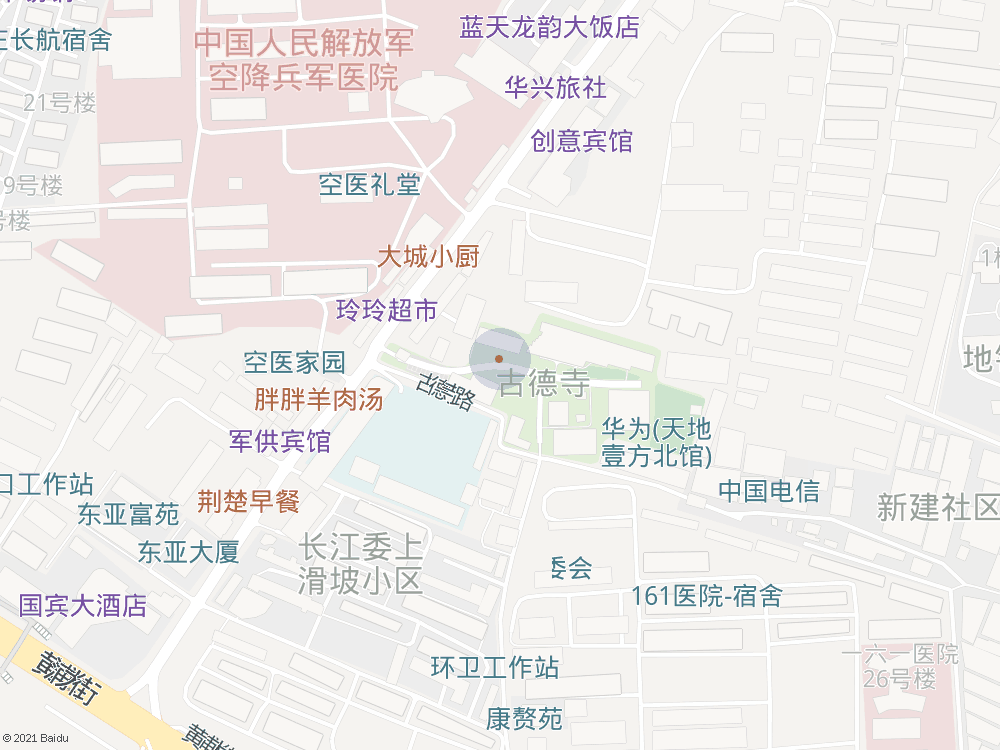 蓝天龙韵大饭店
中国人民解放军
空降兵军医院
长航宿舍
华兴旅社
21号楼
创意宾馆
空医礼堂
9号楼
号楼
大城小厨
玲玲超市
空医家园
古德寺
古德路
胖胖羊肉汤
华为(天地
壹方北馆)
军供宾馆
口工作站
中国电信
荆楚早餐
新建社区
东亚富苑
长江委上
滑坡小区
东亚大厦
委会
161医院-宿舍
国宾大酒店
一六一医院
26号楼
环卫工作站
黄浦大街
康赘苑
© 2021 Baidu